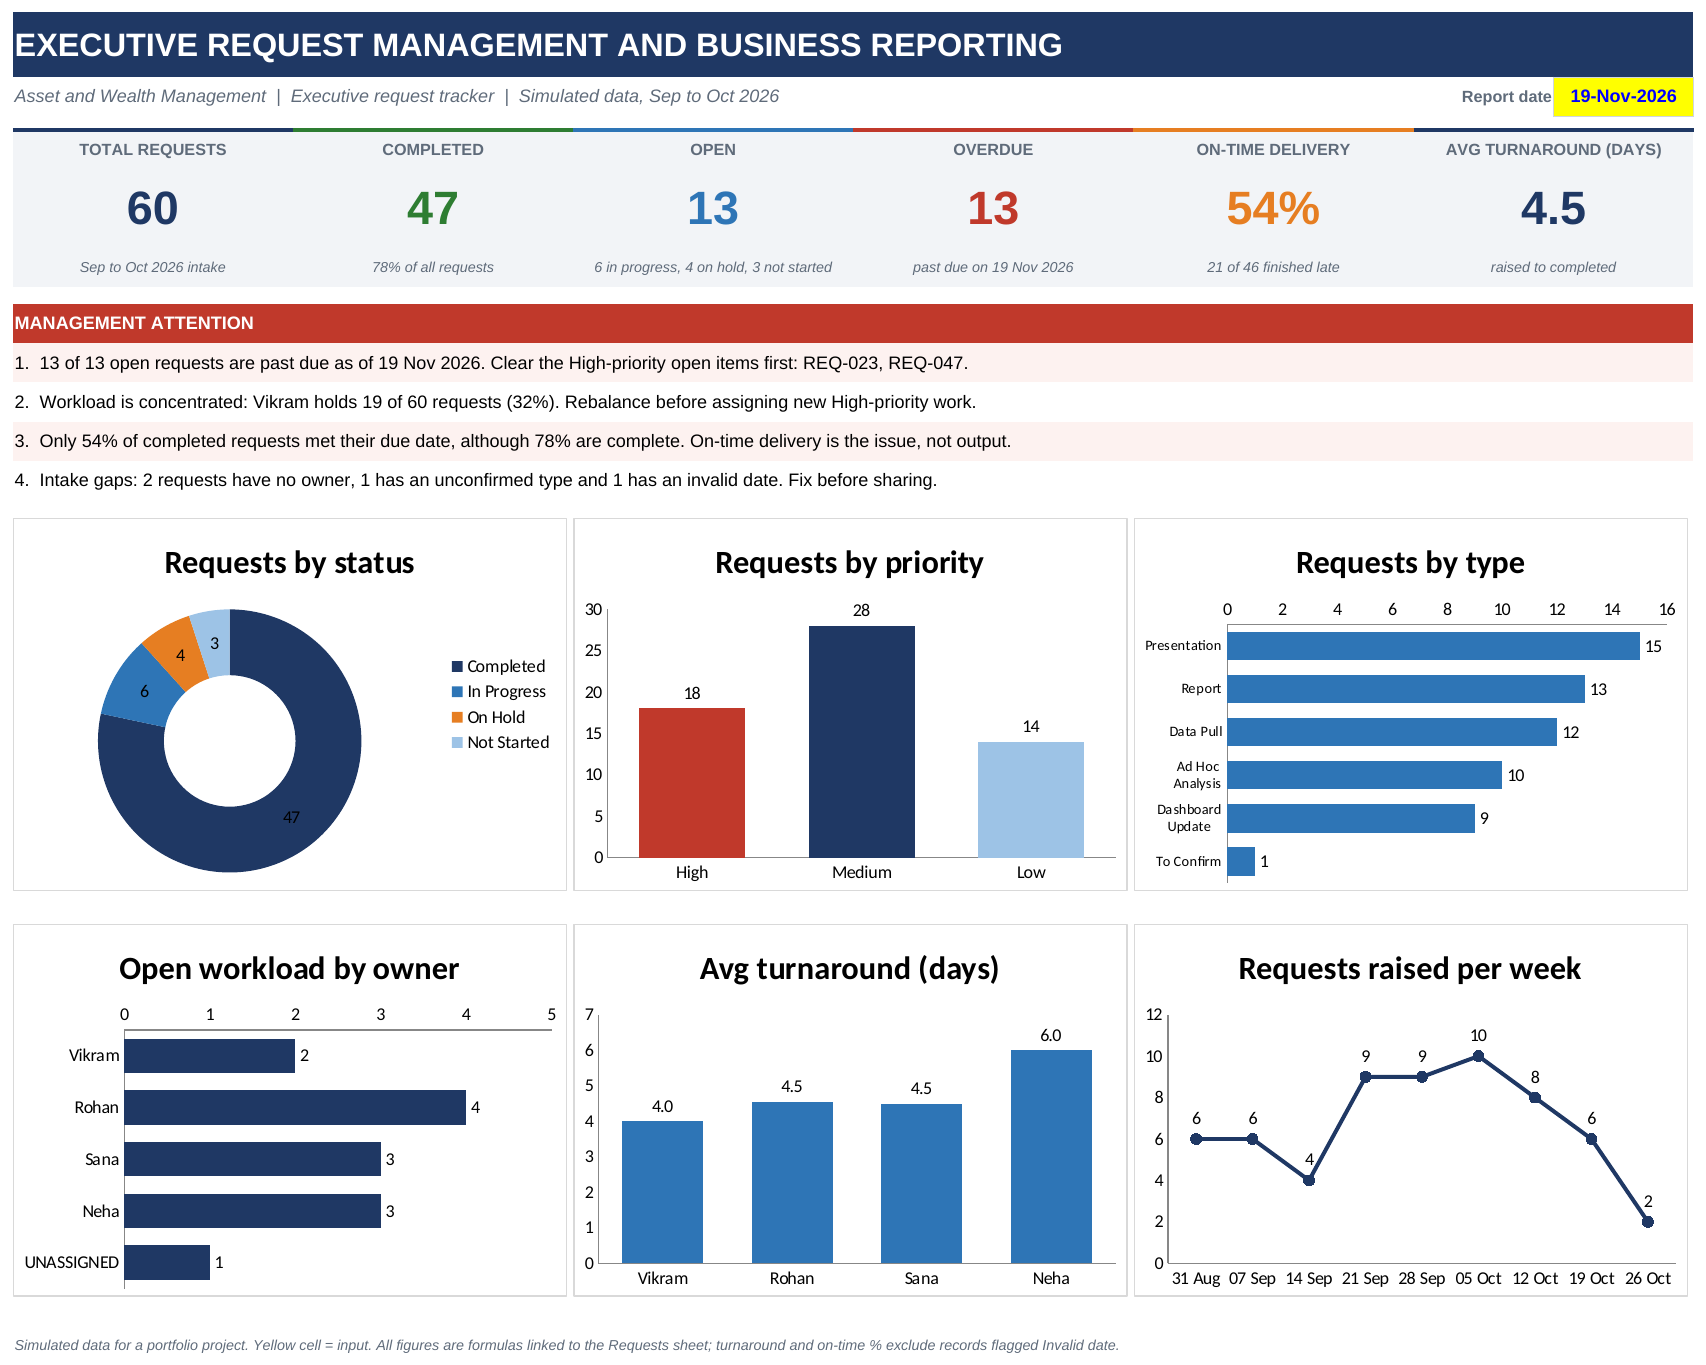 EXECUTIVE REQUEST MANAGEMENT AND BUSINESS REPORTING
Asset and Wealth Management | Executive request tracker | Simulated data, Sep to Oct 2026
Report date 19-Nov-2026
TOTAL REQUESTS
60
Sep to Oct 2026 intake
COMPLETED
47
78% of all requests
OPEN
13
6 in progress, 4 on hold, 3 not started
OVERDUE
13
past due on 19 Nov 2026
ON-TIME DELIVERY
54%
21 of 46 finished late
AVG TURNAROUND (DAYS)
4.5
raised to completed
MANAGEMENT ATTENTION
1. 13 of 13 open requests are past due as of 19 Nov 2026. Clear the High-priority open items first: REQ-023, REQ-047.
2. Workload is concentrated: Vikram holds 19 of 60 requests (32%). Rebalance before assigning new High-priority work.
3. Only 54% of completed requests met their due date, although 78% are complete. On-time delivery is the issue, not output.
4. Intake gaps: 2 requests have no owner, 1 has an unconfirmed type and 1 has an invalid date. Fix before sharing.
Requests by status
3
4
6
47
Completed
In Progress
On Hold
Not Started
Requests by priority
30
25
20
15
10
5
0
18
28
14
High Medium Low
Requests by type
0 2 4 6 8 10 12 14 16
Presentation 15
Report 13
Data Pull 12
Ad Hoc
Analysis 10
Dashboard
Update 9
To Confirm 1
Open workload by owner
0 1 2 3 4 5
Vikram 2
Rohan 4
Sana 3
Neha 3
UNASSIGNED 1
Avg turnaround (days)
7
6
5
4
3
2
1
0
4.0
4.5
4.5
6.0
Vikram Rohan Sana Neha
Requests raised per week
12
10
8
6
4
2
0
6
6
4
9
9
10
8
6
2
31 Aug 07 Sep 14 Sep 21 Sep 28 Sep 05 Oct 12 Oct 19 Oct 26 Oct
Simulated data for a portfolio project. Yellow cell = input. All figures are formulas linked to the Requests sheet; turnaround and on-time % exclude records flagged Invalid date.